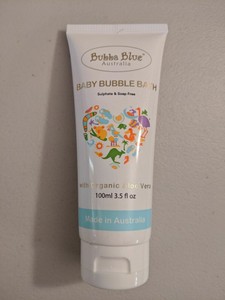 Bubba Blue
Australia
BABY BUBBLE BATH
Sulphate & Soap Free
with Organic Aloe Vera
100ml 3.5 fl oz
Made in Australia